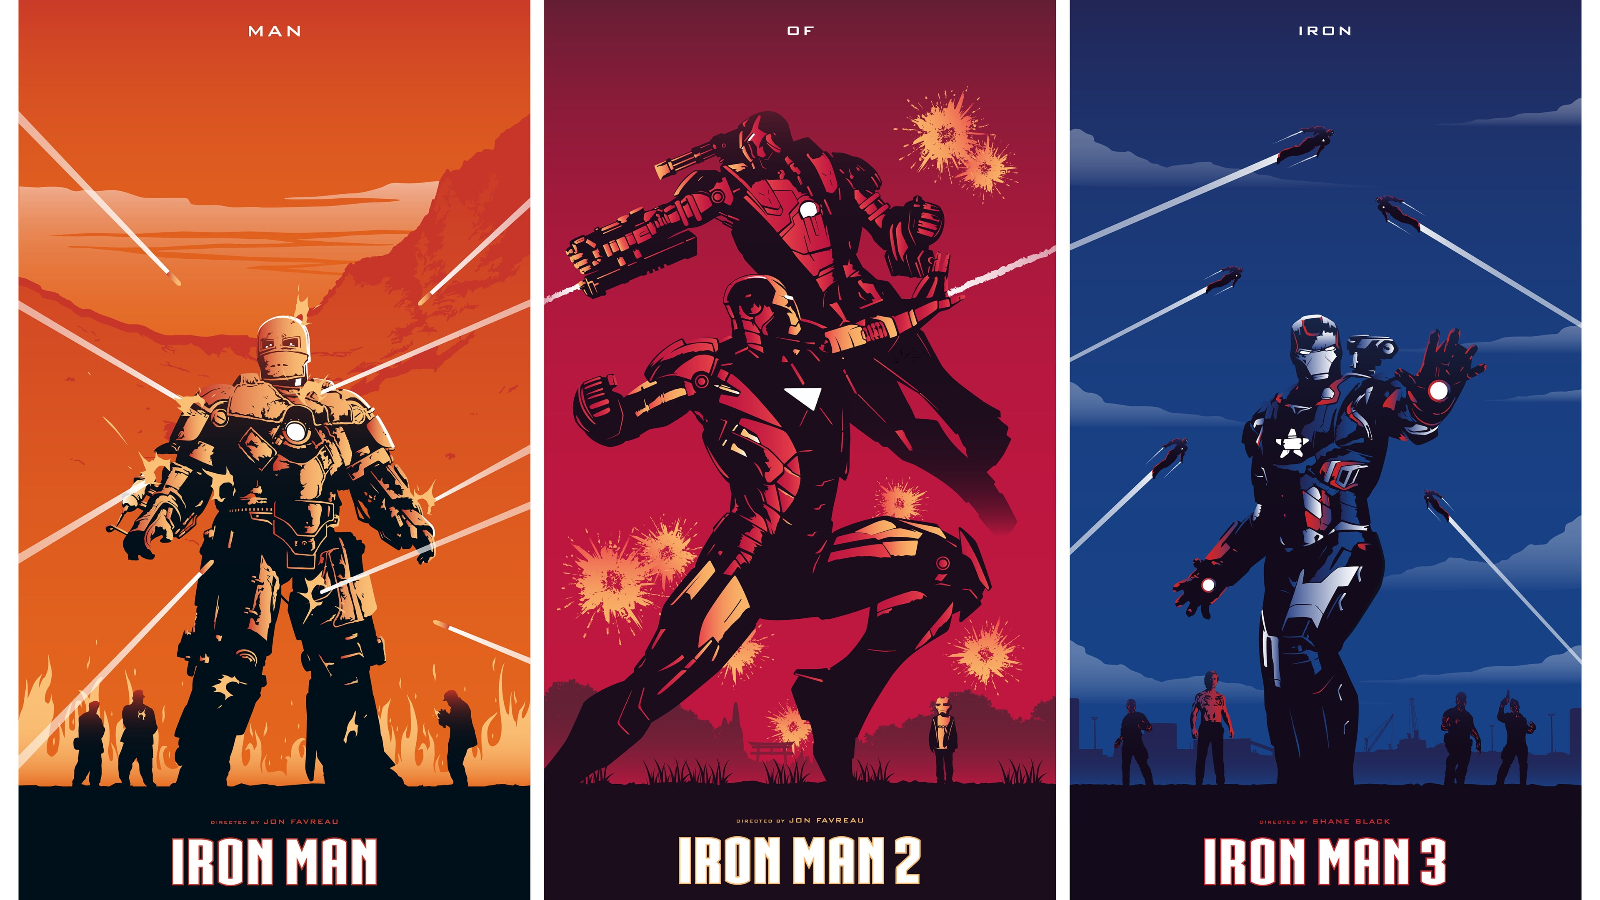 MAN
OF
IRON
DIRECTED BY JON FAVREAU
IRON MAN
DIRECTED BY JON FAVREAU
IRON MAN 2
DIRECTED BY SHANE BLACK
IRON MAN 3